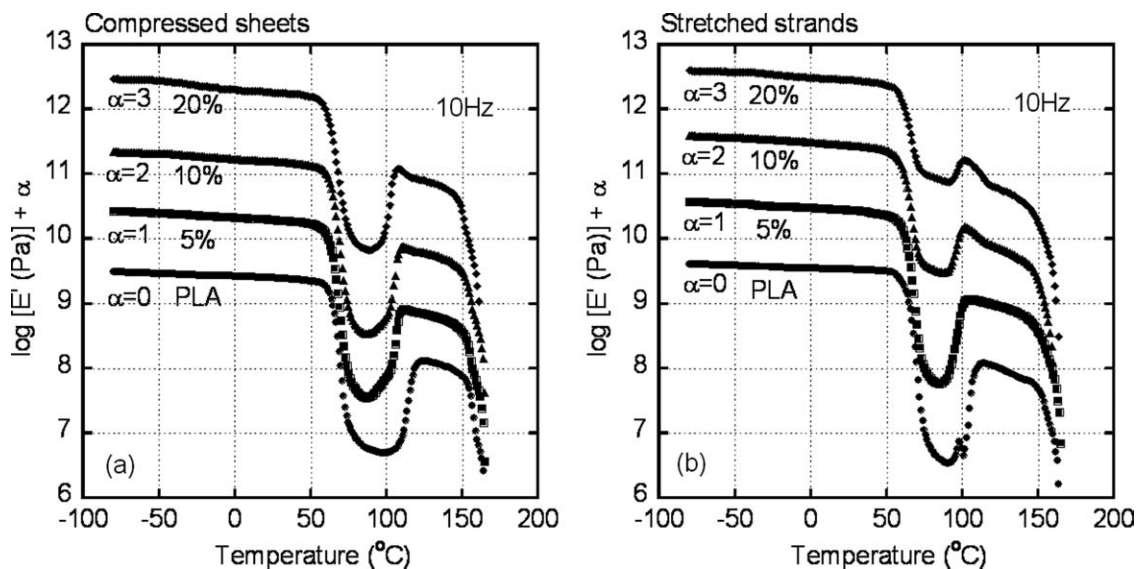 Compressed sheets
13
12
11
10
9
8
7
6
log [E' (Pa)] + α
α=3 20%
10Hz
α=2 10%
α=1 5%
α=0 PLA
(a)
-100 -50 0 50 100 150 200
Temperature (°C)
Stretched strands
13
12
11
10
9
8
7
6
log [E' (Pa)] + α
α=3 20%
10Hz
α=2 10%
α=1 5%
α=0 PLA
(b)
-100 -50 0 50 100 150 200
Temperature (°C)